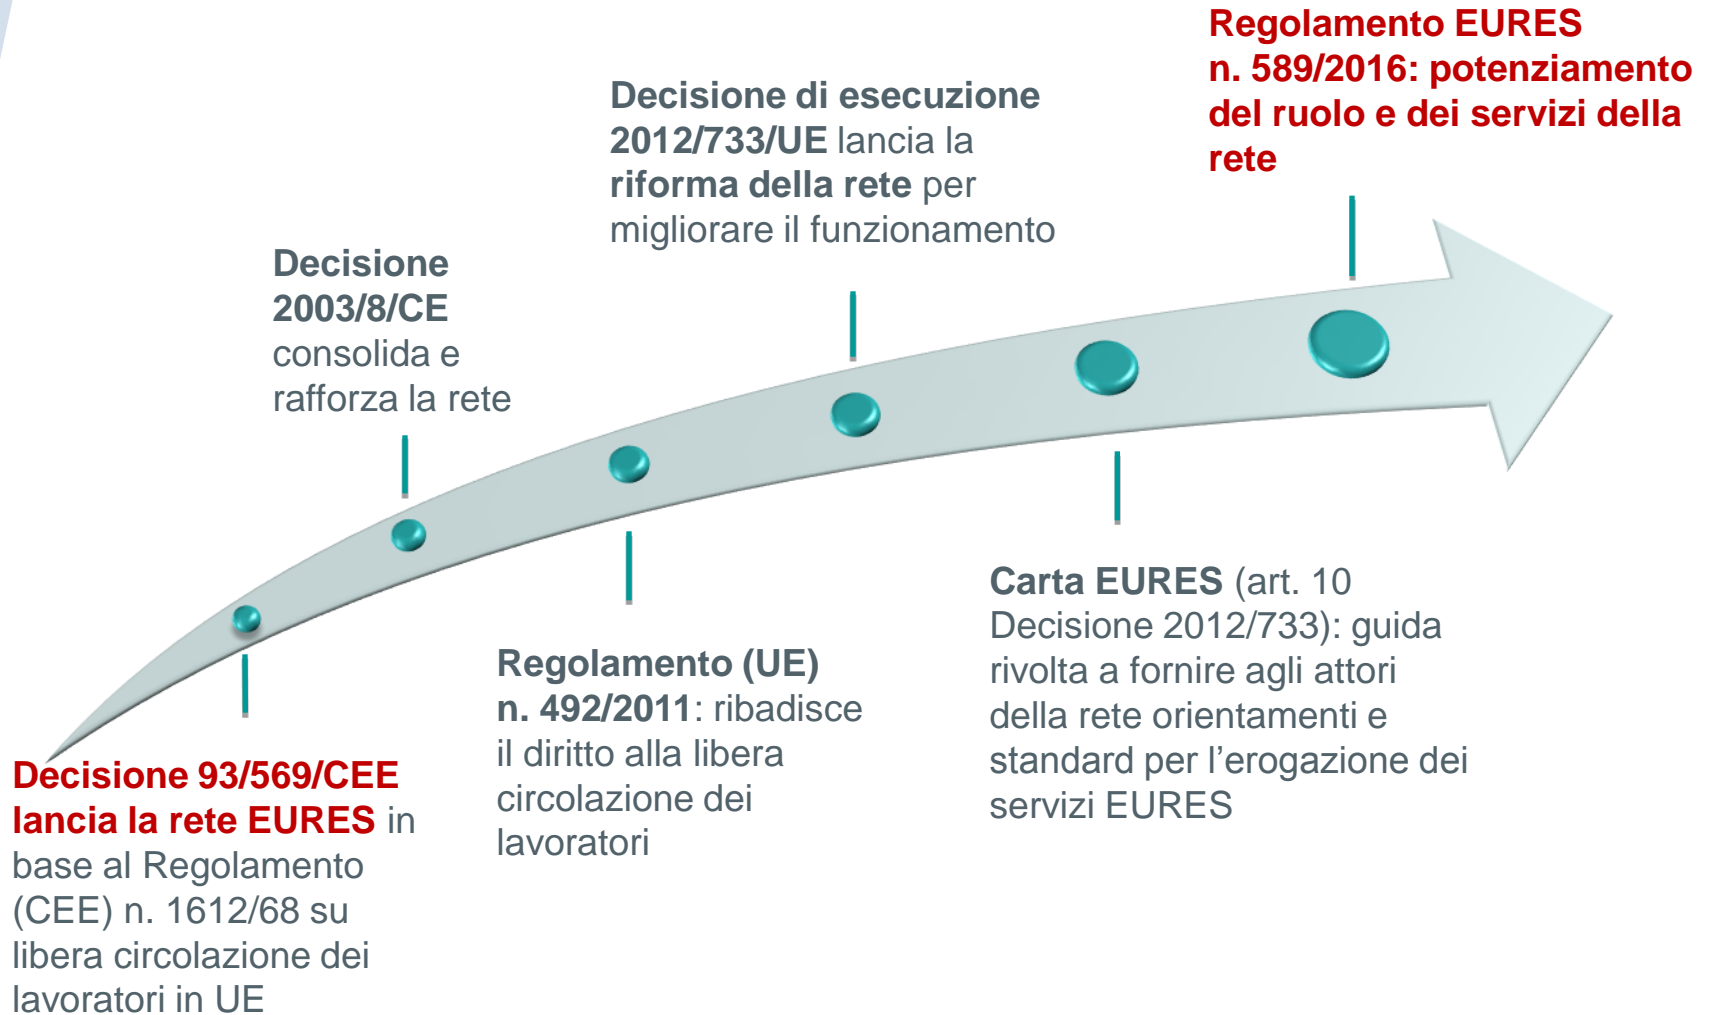 Regolamento EURES
n. 589/2016: potenziamento
del ruolo e dei servizi della
rete
Decisione di esecuzione
2012/733/UE lancia la
riforma della rete per
migliorare il funzionamento
Decisione
2003/8/CE
consolida e
rafforza la rete
Carta EURES (art. 10
Decisione 2012/733): guida
rivolta a fornire agli attori
della rete orientamenti e
standard per l’erogazione dei
servizi EURES
Regolamento (UE)
n. 492/2011: ribadisce
il diritto alla libera
circolazione dei
lavoratori
Decisione 93/569/CEE
lancia la rete EURES in
base al Regolamento
(CEE) n. 1612/68 su
libera circolazione dei
lavoratori in UE